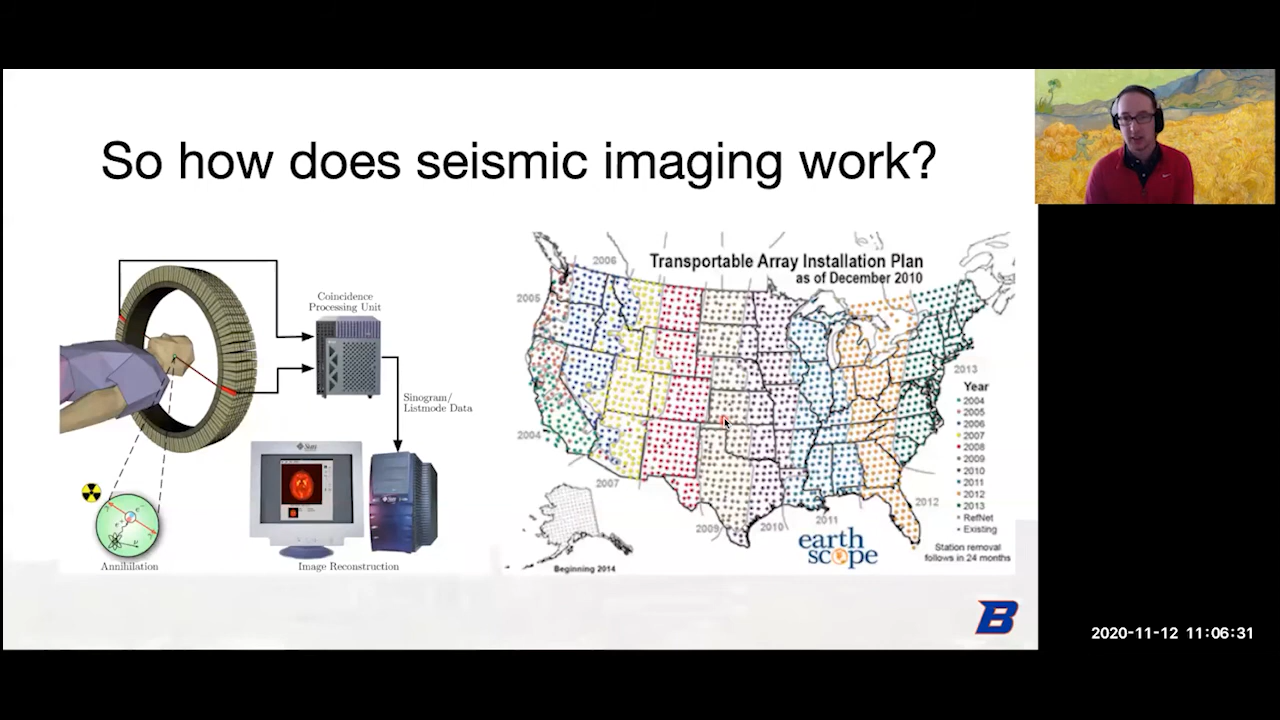 So how does seismic imaging work?
Coincidence
Processing Unit
Sinogram/
Listmode Data
Sun
Annihilation
Image Reconstruction
Transportable Array Installation Plan
as of December 2010
2006
2005
2004
2007
2009
2010
2011
2012
2013
Year
2004
2005
2006
2007
2008
2009
2010
2011
2012
2013
RefNet
Existing
Station removal
follows in 24 months
earth
scope
Beginning 2014
B
2020-11-12 11:06:31